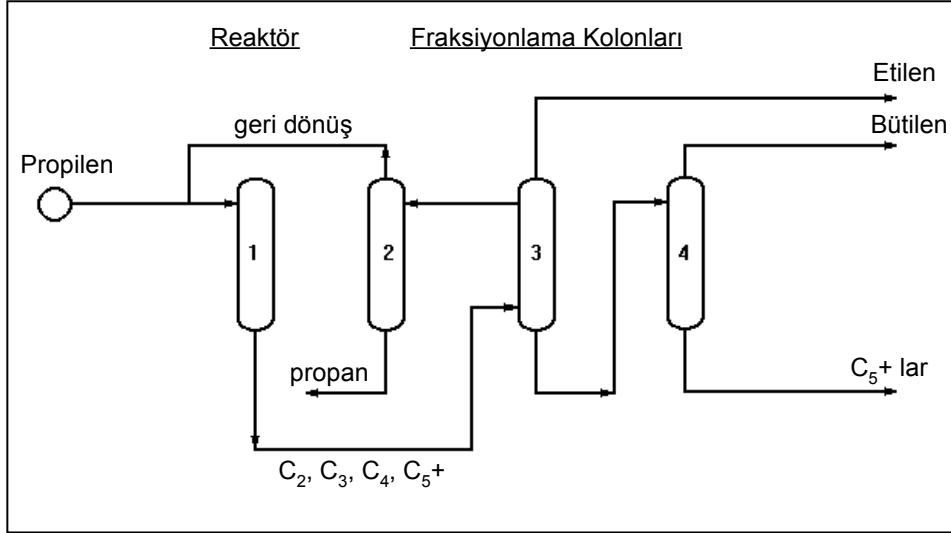 Reaktör
Fraksiyonlama Kolonları
Etilen
geri dönüş
Bütilen
Propilen
1
2
3
4
propan
C₅+ lar
C₂, C₃, C₄, C₅+